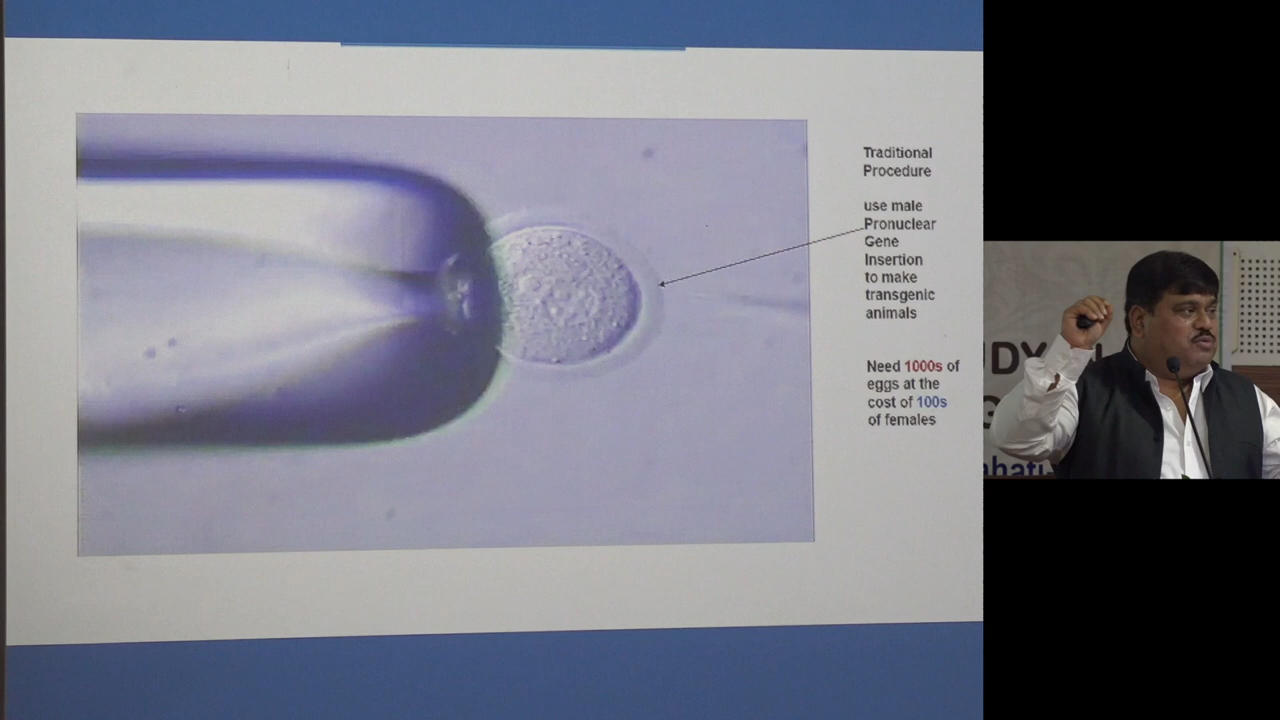 Traditional
Procedure
use male
Pronuclear
Gene
Insertion
to make
transgenic
animals
Need 1000s of
eggs at the
cost of 100s
of females